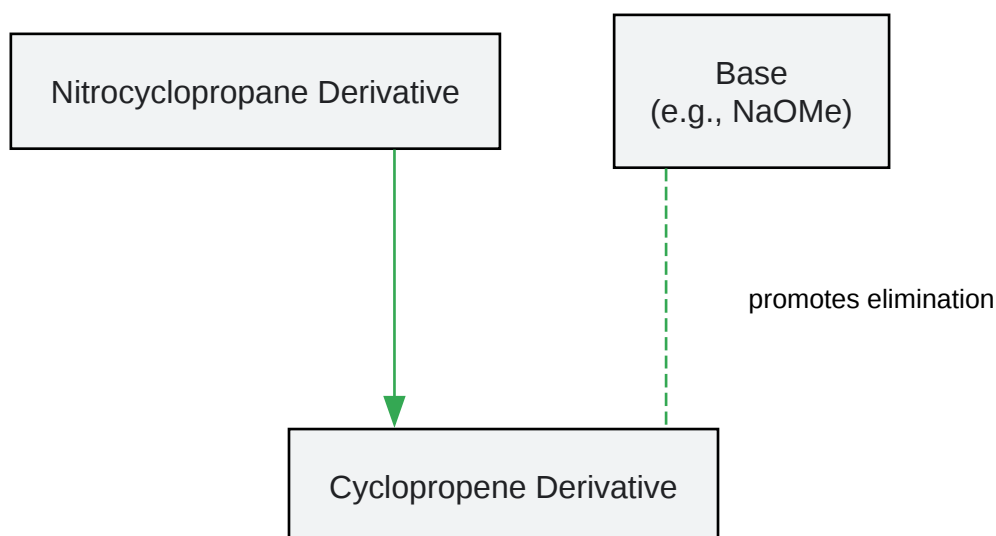 Nitrocyclopropane Derivative
Base
(e.g., NaOMe)
promotes elimination
Cyclopropene Derivative